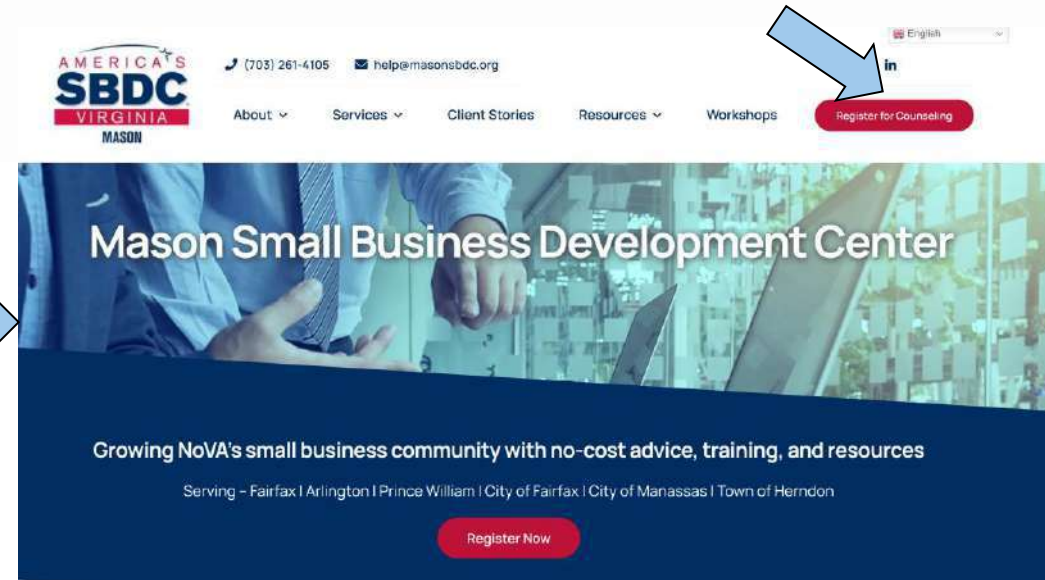 AMERICA'S
SBDC
VIRGINIA
MASON
(703) 261-4105 help@masonsbdc.org
English
in
About Services Client Stories Resources Workshops Register for Counseling
Mason Small Business Development Center
Growing NoVA's small business community with no-cost advice, training, and resources
Serving – Fairfax | Arlington | Prince William | City of Fairfax | City of Manassas | Town of Herndon
Register Now